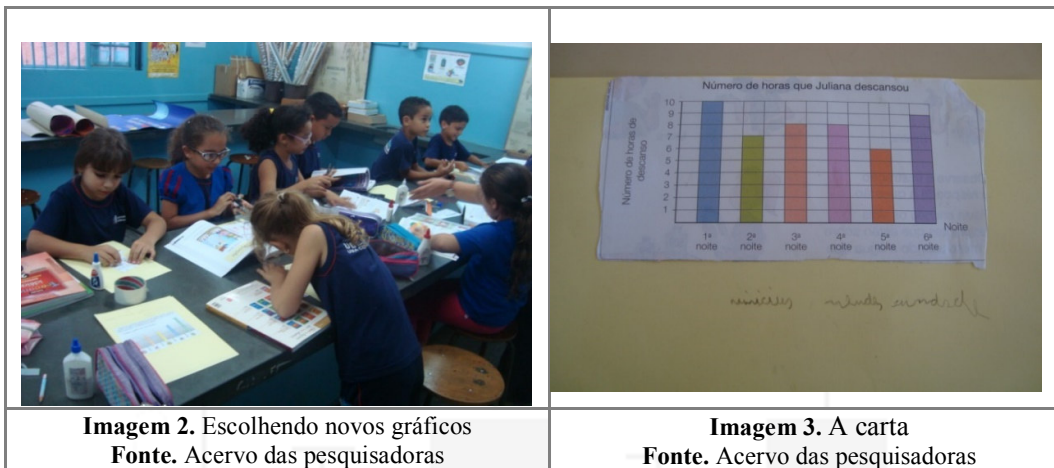 Número de horas que Juliana descansou
Número de horas de
descanso
10
9
8
7
6
5
4
3
2
1
1ª
noite
2ª
noite
3ª
noite
4ª
noite
5ª
noite
6ª
noite
Noite
Imagem 2. Escolhendo novos gráficos
Fonte. Acervo das pesquisadoras
Imagem 3. A carta
Fonte. Acervo das pesquisadoras